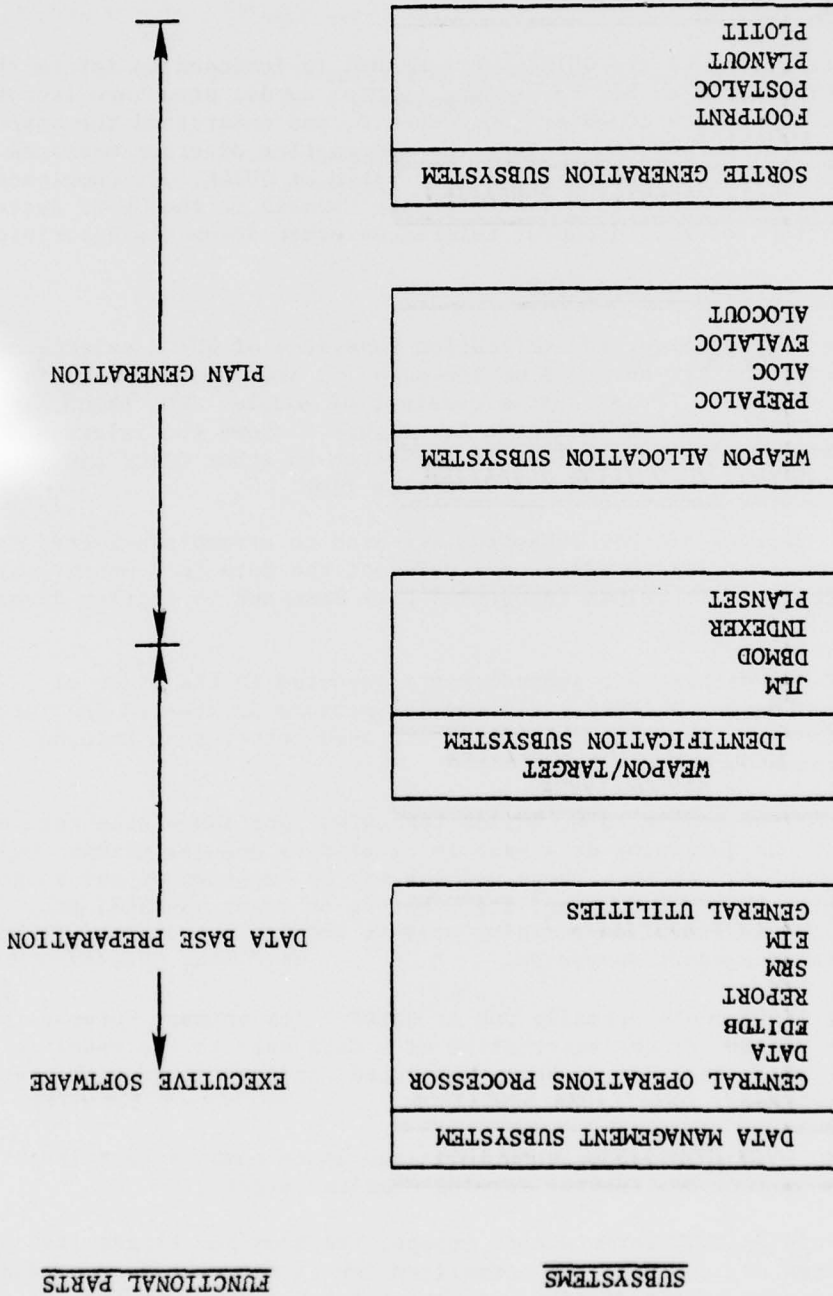 SUBSYSTEMS
FUNCTIONAL PARTS
DATA MANAGEMENT SUBSYSTEM
CENTRAL OPERATIONS PROCESSOR
DATA
EDITDB
REPORT
SRM
EIM
GENERAL UTILITIES
EXECUTIVE SOFTWARE
DATA BASE PREPARATION
WEAPON/TARGET
IDENTIFICATION SUBSYSTEM
JLM
DBMOD
INDEXER
PLANSET
WEAPON ALLOCATION SUBSYSTEM
PREPALOC
ALOC
EVALALOC
ALOCOUT
PLAN GENERATION
SORTIE GENERATION SUBSYSTEM
FOOTPRNT
POSTALOC
PLANOUT
PLOTIT